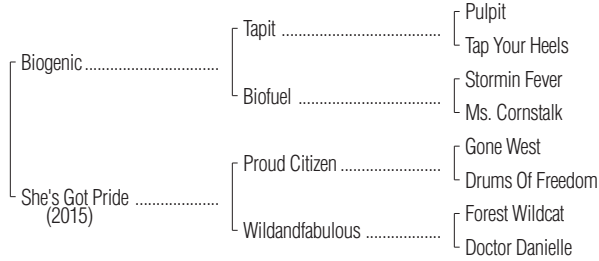 Pulpit
Tapit ................................
Tap Your Heels
Biogenic ...........................
Stormin Fever
Biofuel ............................
Ms. Cornstalk
Gone West
Proud Citizen ...................
Drums Of Freedom
She's Got Pride .................
(2015)
Forest Wildcat
Wildandfabulous ..............
Doctor Danielle